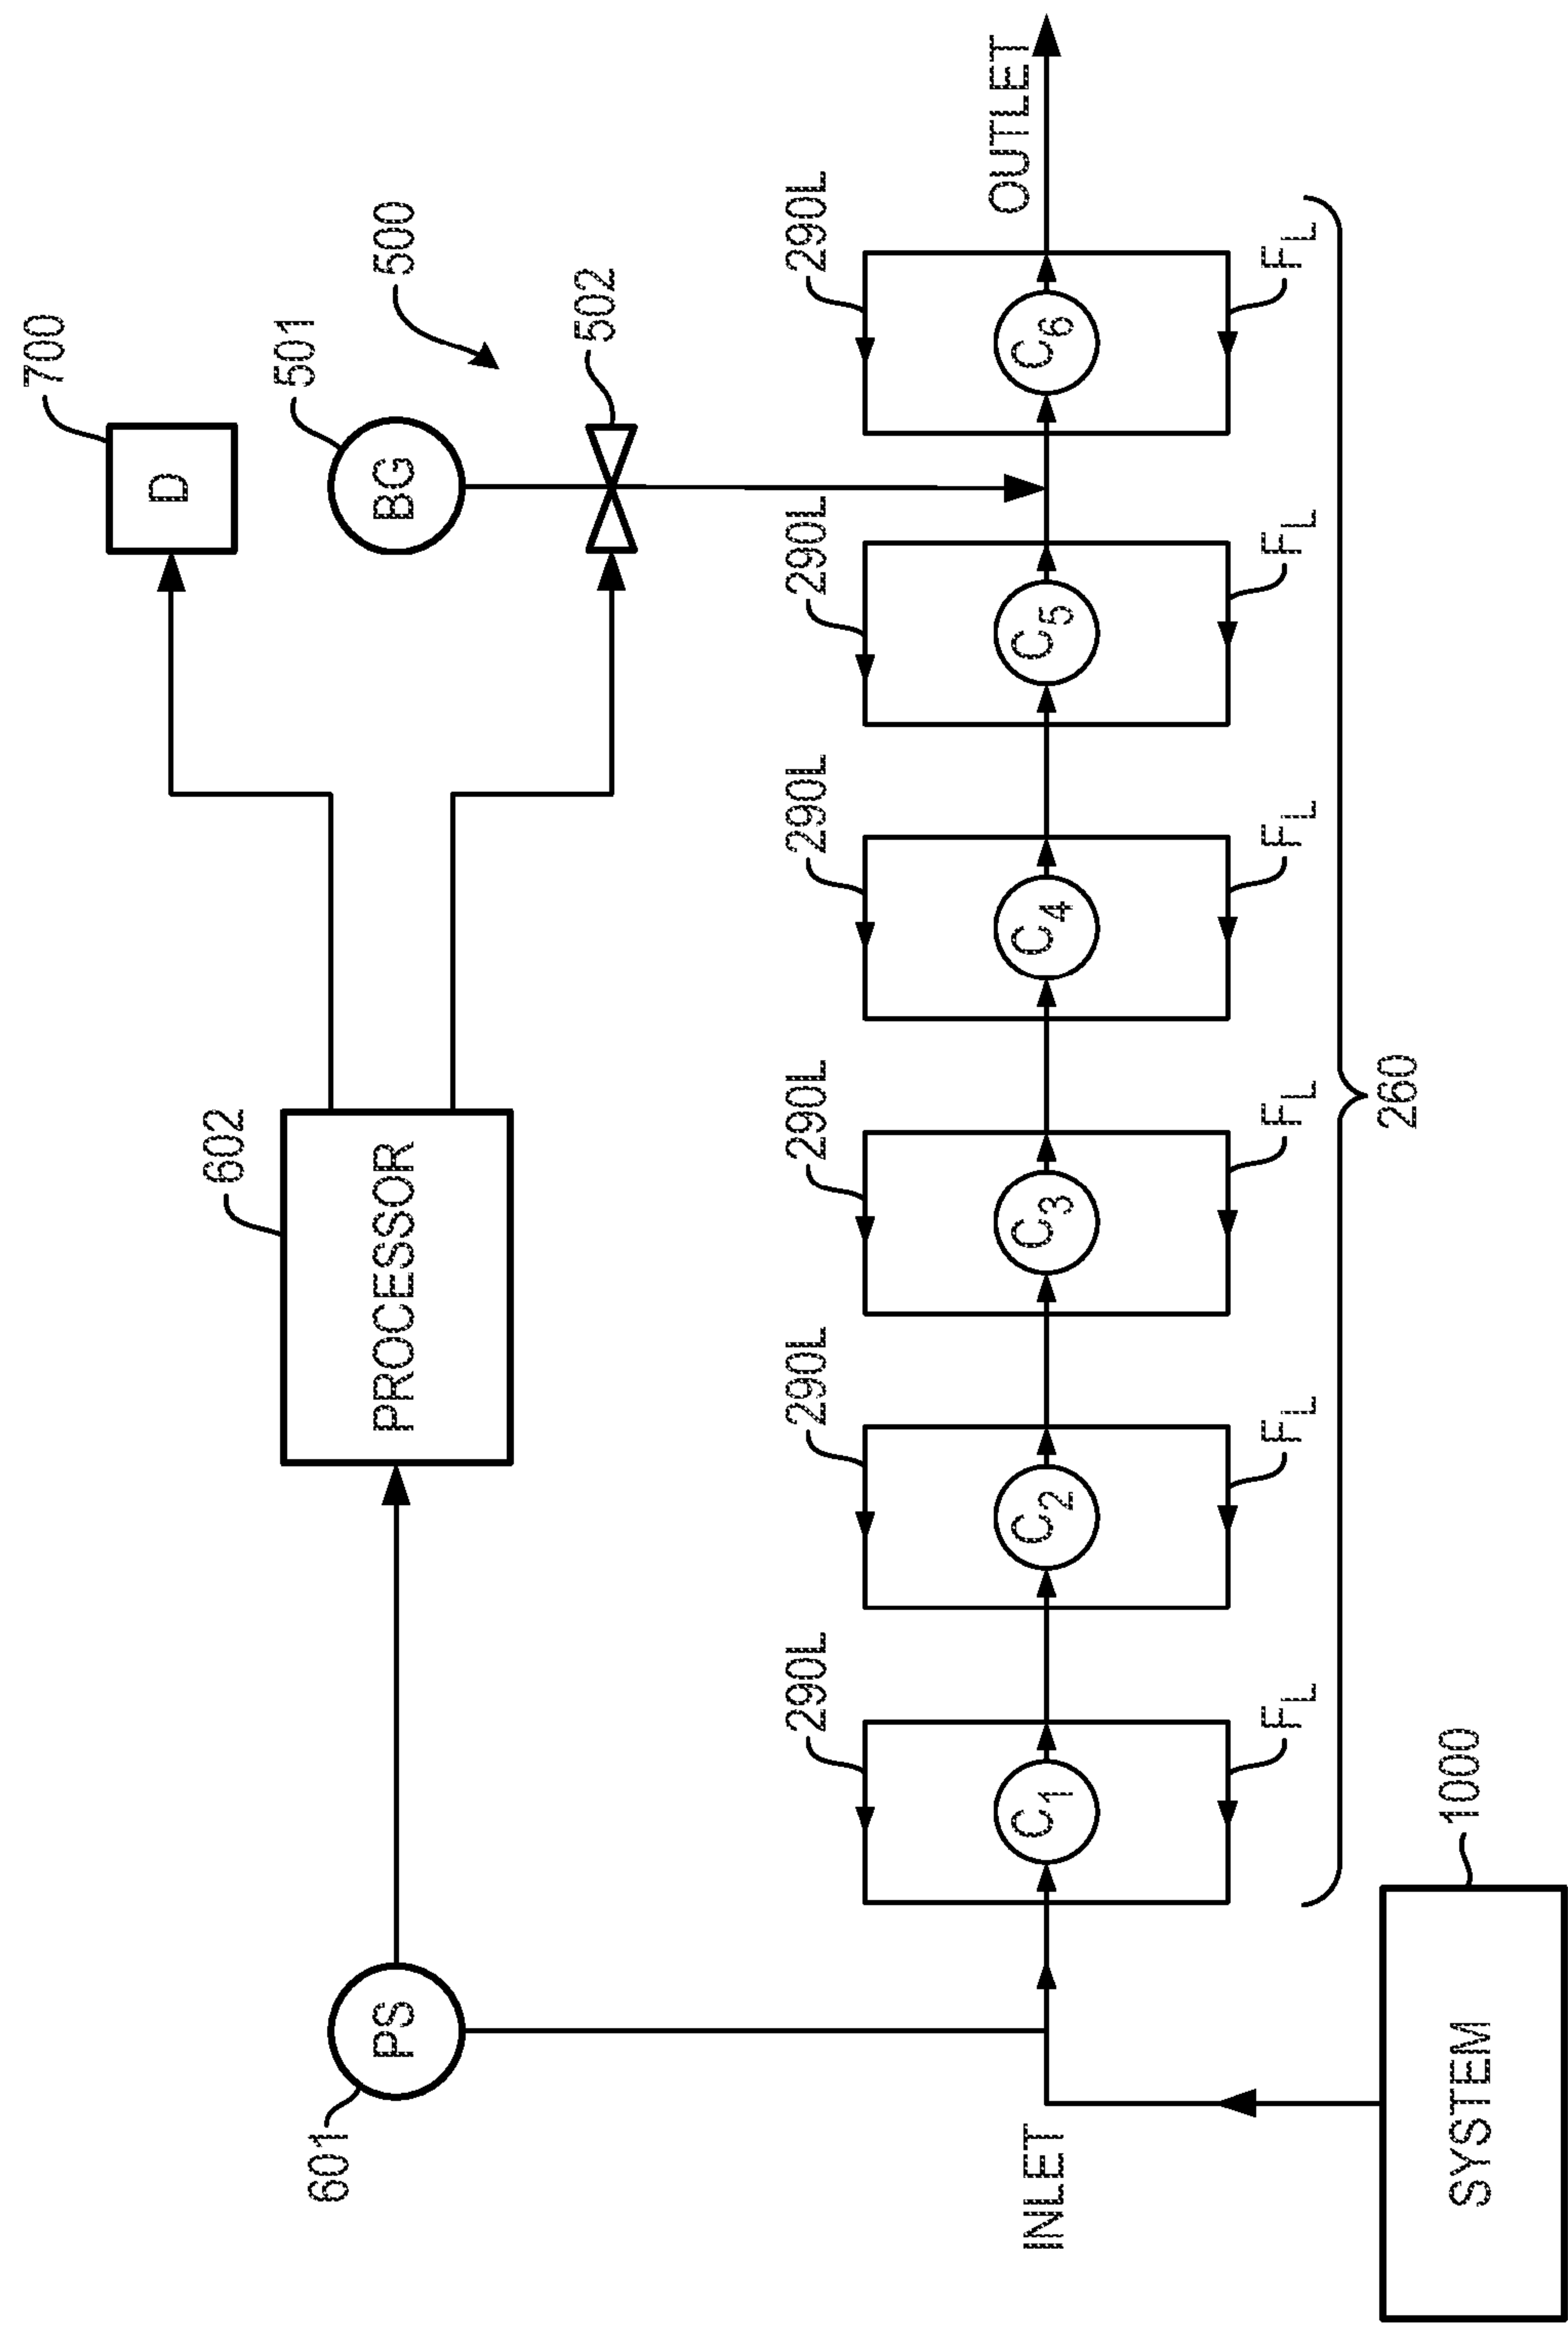 700
D
501
BG
500
502
602
PROCESSOR
601
PS
290L
290L
290L
290L
290L
290L
INLET
C1
C2
C3
C4
C5
C6
OUTLET
FL
FL
FL
FL
FL
FL
260
1000
SYSTEM